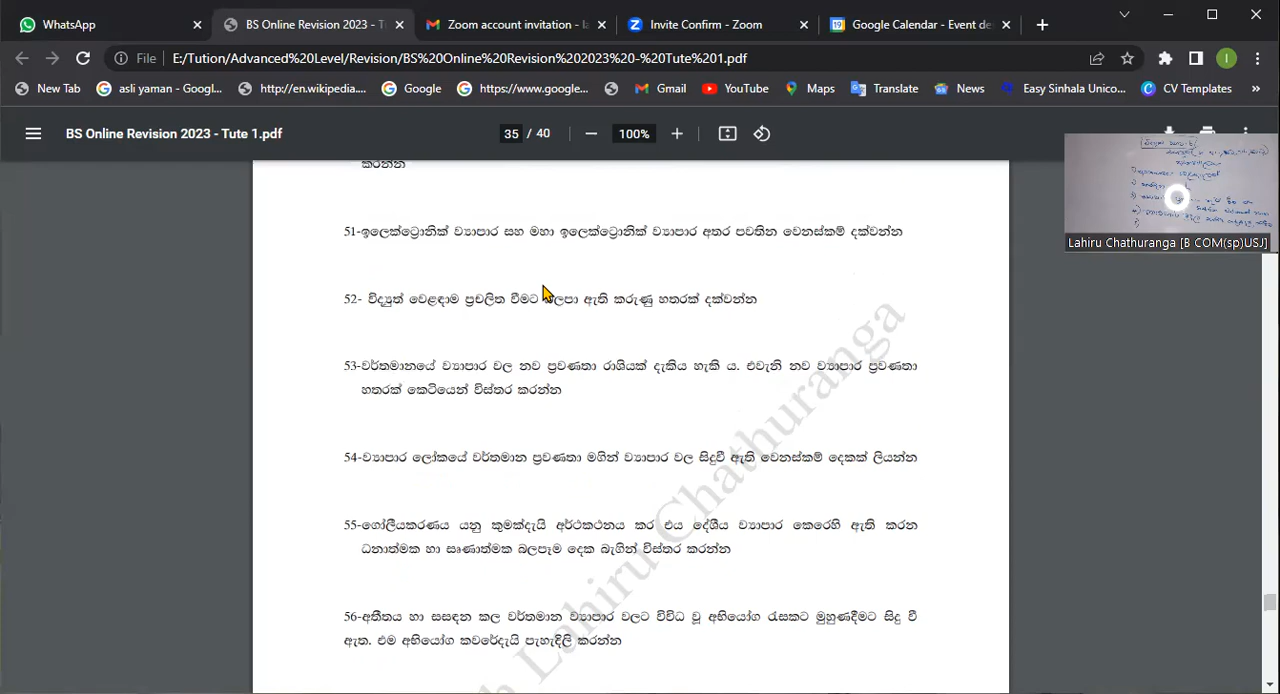 WhatsApp
BS Online Revision 2023 - T
Zoom account invitation - l
Invite Confirm - Zoom
Google Calendar - Event de
File
E:/Tution/Advanced%20Level/Revision/BS%20Online%20Revision%202023%20-%20Tute%201.pdf
New Tab
asli yaman - Googl...
http://en.wikipedia....
Google
https://www.google...
Gmail
YouTube
Maps
Translate
News
Easy Sinhala Unico...
CV Templates
BS Online Revision 2023 - Tute 1.pdf
35 / 40
100%
Lahiru Chathuranga [B COM(sp)USJ]
කරන්න
51-ඉලෙක්ට්‍රොනික් ව්‍යාපාර සහ මහා ඉලෙක්ට්‍රොනික් ව්‍යාපාර අතර පවතින වෙනස්කම් දක්වන්න
52- විද්‍යුත් වෙළඳාම ප්‍රචලිත වීමට බලපා ඇති කරුණු හතරක් දක්වන්න
53-වර්තමානයේ ව්‍යාපාර වල නව ප්‍රවණතා රාශියක් දැකිය හැකි ය. එවැනි නව ව්‍යාපාර ප්‍රවණතා
හතරක් කෙටියෙන් විස්තර කරන්න
54-ව්‍යාපාර ලෝකයේ වර්තමාන ප්‍රවණතා මගින් ව්‍යාපාර වල සිදුවී ඇති වෙනස්කම් දෙකක් ලියන්න
55-ගෝලීයකරණය යනු කුමක්දැයි අර්ථකථනය කර එය දේශීය ව්‍යාපාර කෙරෙහි ඇති කරන
ධනාත්මක හා සෘණාත්මක බලපෑම දෙක බැගින් විස්තර කරන්න
56-අතීතය හා සසඳන කල වර්තමාන ව්‍යාපාර වලට විවිධ වූ අභියෝග රැසකට මුහුණදීමට සිදු වී
ඇත. එම අභියෝග කවරේදැයි පැහැදිලි කරන්න
Lahiru Chathuranga